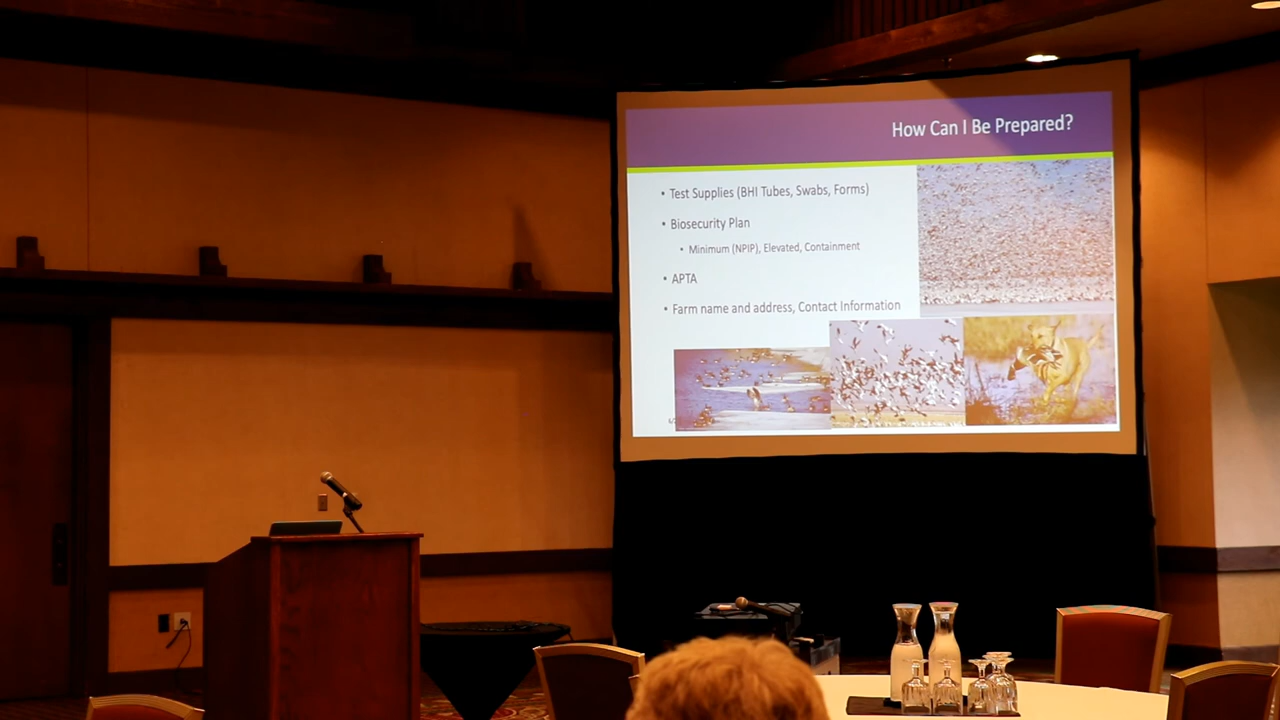 How Can I Be Prepared?
• Test Supplies (BHI Tubes, Swabs, Forms)
• Biosecurity Plan
• Minimum (NPIP), Elevated, Containment
• APTA
• Farm name and address, Contact Information